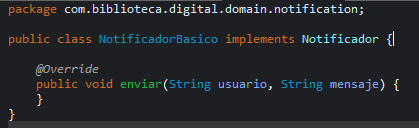 package com.biblioteca.digital.domain.notification;
public class NotificadorBasico implements Notificador {
@Override
public void enviar(String usuario, String mensaje) {
}
}